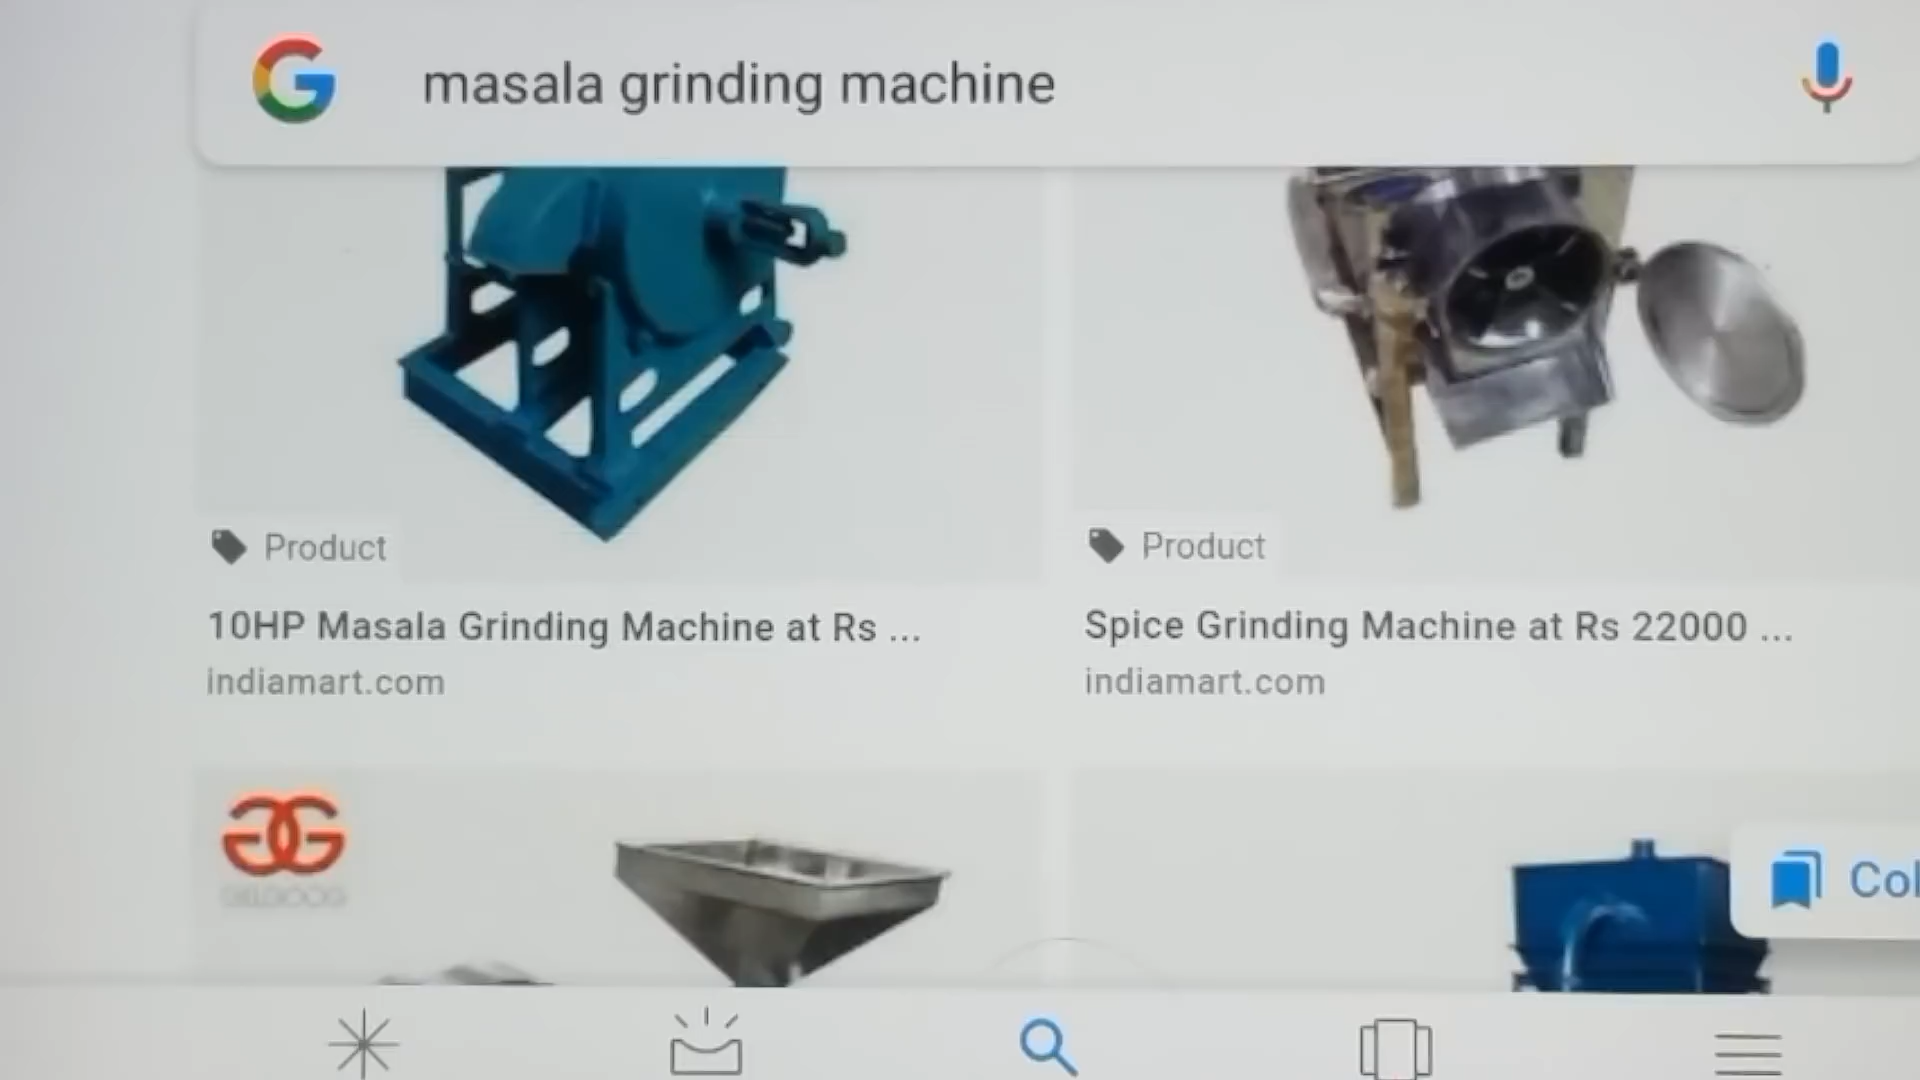 masala grinding machine
Product
Product
10HP Masala Grinding Machine at Rs ...
Spice Grinding Machine at Rs 22000 ...
indiamart.com
indiamart.com
Col